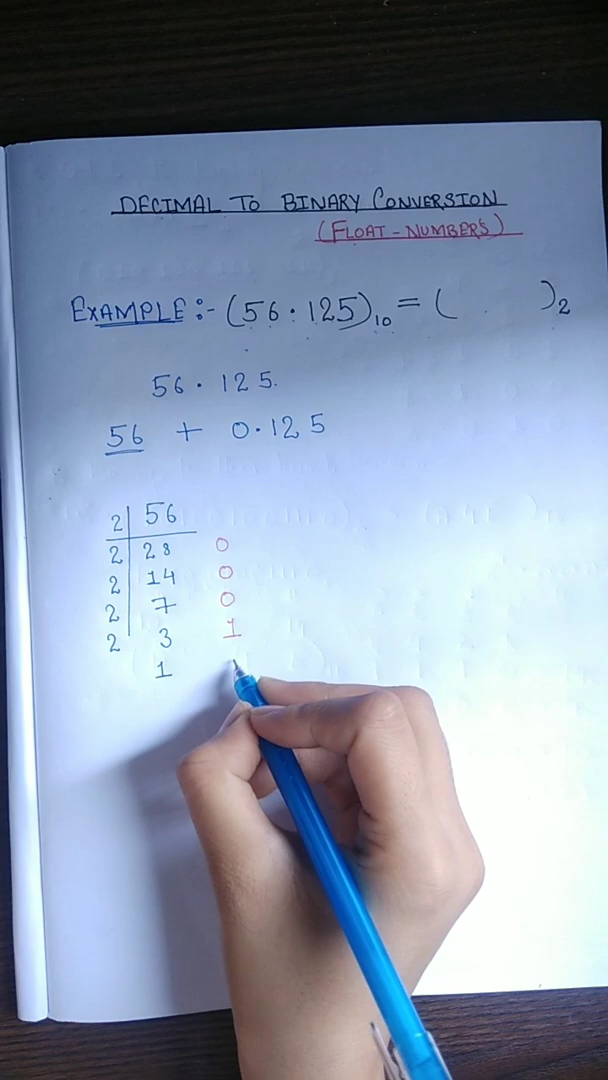 DECIMAL TO BINARY CONVERSION
(FLOAT-NUMBERS)
EXAMPLE:- (56.125)10 = ( )2
56.125.
56 + 0.125
2 56
2 28 0
2 14 0
2 7 0
2 3 1
1